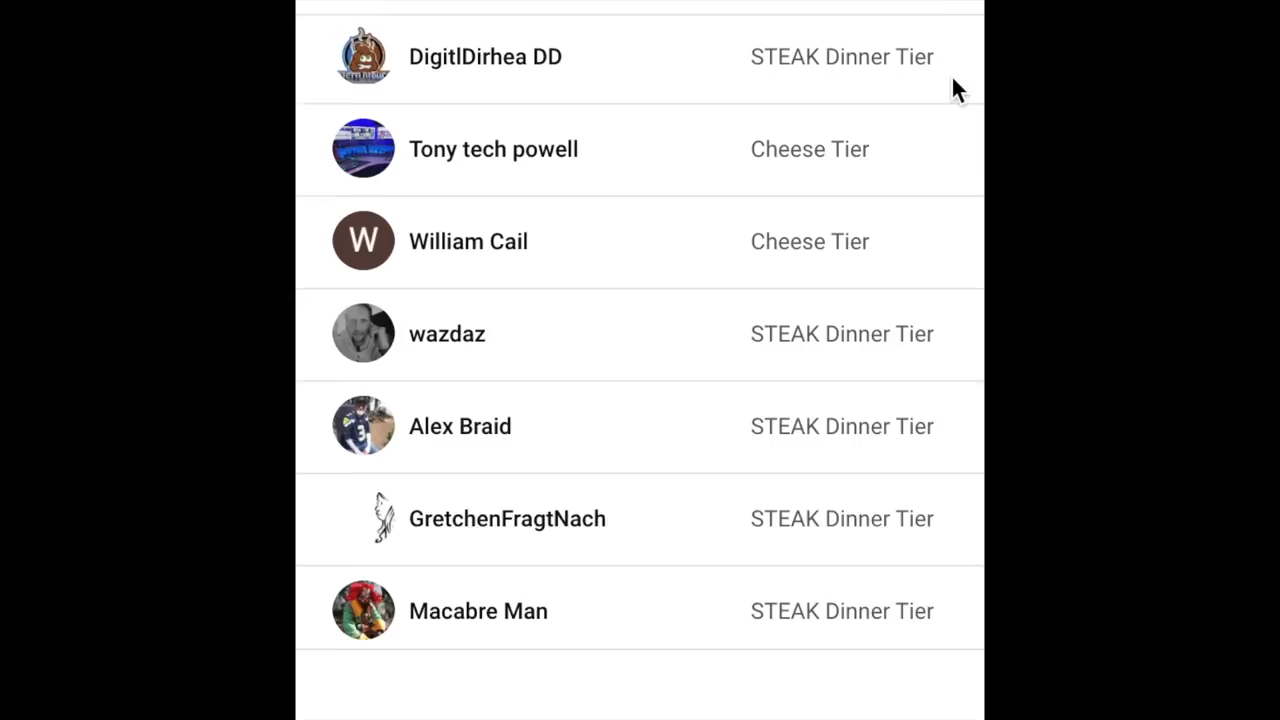 DigitlDirhea DD STEAK Dinner Tier
Tony tech powell Cheese Tier
W William Cail Cheese Tier
wazdaz STEAK Dinner Tier
Alex Braid STEAK Dinner Tier
GretchenFragtNach STEAK Dinner Tier
Macabre Man STEAK Dinner Tier